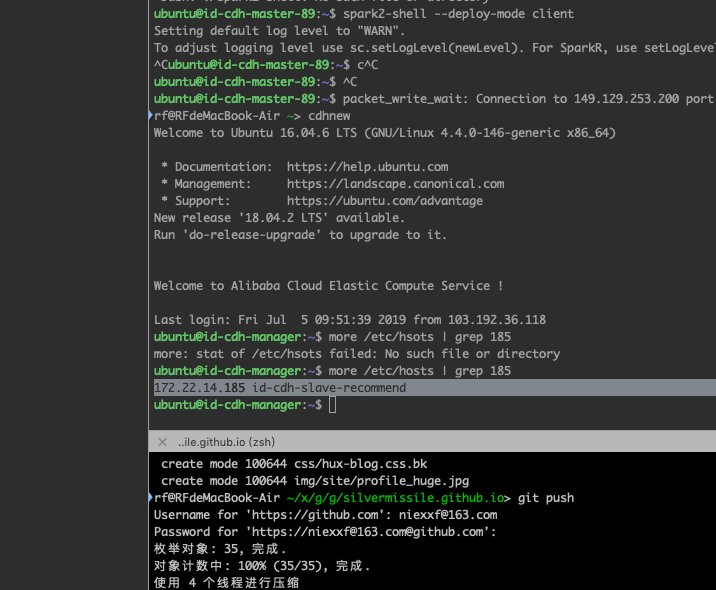 ubuntu@id-cdh-master-89:~$ spark2-shell --deploy-mode client
Setting default log level to "WARN".
To adjust logging level use sc.setLogLevel(newLevel). For SparkR, use setLogLeve
^Cubuntu@id-cdh-master-89:~$ c^C
ubuntu@id-cdh-master-89:~$ ^C
ubuntu@id-cdh-master-89:~$ packet_write_wait: Connection to 149.129.253.200 port
rf@RFdeMacBook-Air ~> cdhnew
Welcome to Ubuntu 16.04.6 LTS (GNU/Linux 4.4.0-146-generic x86_64)
* Documentation: https://help.ubuntu.com
* Management: https://landscape.canonical.com
* Support: https://ubuntu.com/advantage
New release '18.04.2 LTS' available.
Run 'do-release-upgrade' to upgrade to it.
Welcome to Alibaba Cloud Elastic Compute Service !
Last login: Fri Jul 5 09:51:39 2019 from 103.192.36.118
ubuntu@id-cdh-manager:~$ more /etc/hsots | grep 185
more: stat of /etc/hsots failed: No such file or directory
ubuntu@id-cdh-manager:~$ more /etc/hosts | grep 185
172.22.14.185 id-cdh-slave-recommend
ubuntu@id-cdh-manager:~$
..ile.github.io (zsh)
create mode 100644 css/hux-blog.css.bk
create mode 100644 img/site/profile_huge.jpg
rf@RFdeMacBook-Air ~/x/g/g/silvermissile.github.io> git push
Username for 'https://github.com': niexxf@163.com
Password for 'https://niexxf@163.com@github.com':
枚举对象: 35, 完成.
对象计数中: 100% (35/35), 完成.
使用 4 个线程进行压缩